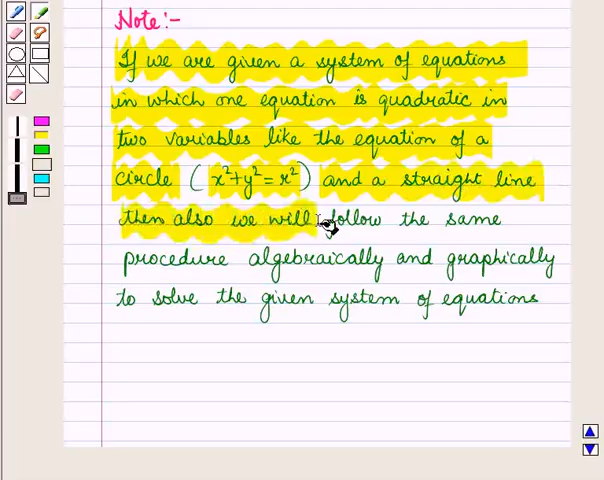 Note:-
If we are given a system of equations
in which one equation is quadratic in
two variables like the equation of a
circle ( x²+y²=r² ) and a straight line
then also we will follow the same
procedure algebraically and graphically
to solve the given system of equations